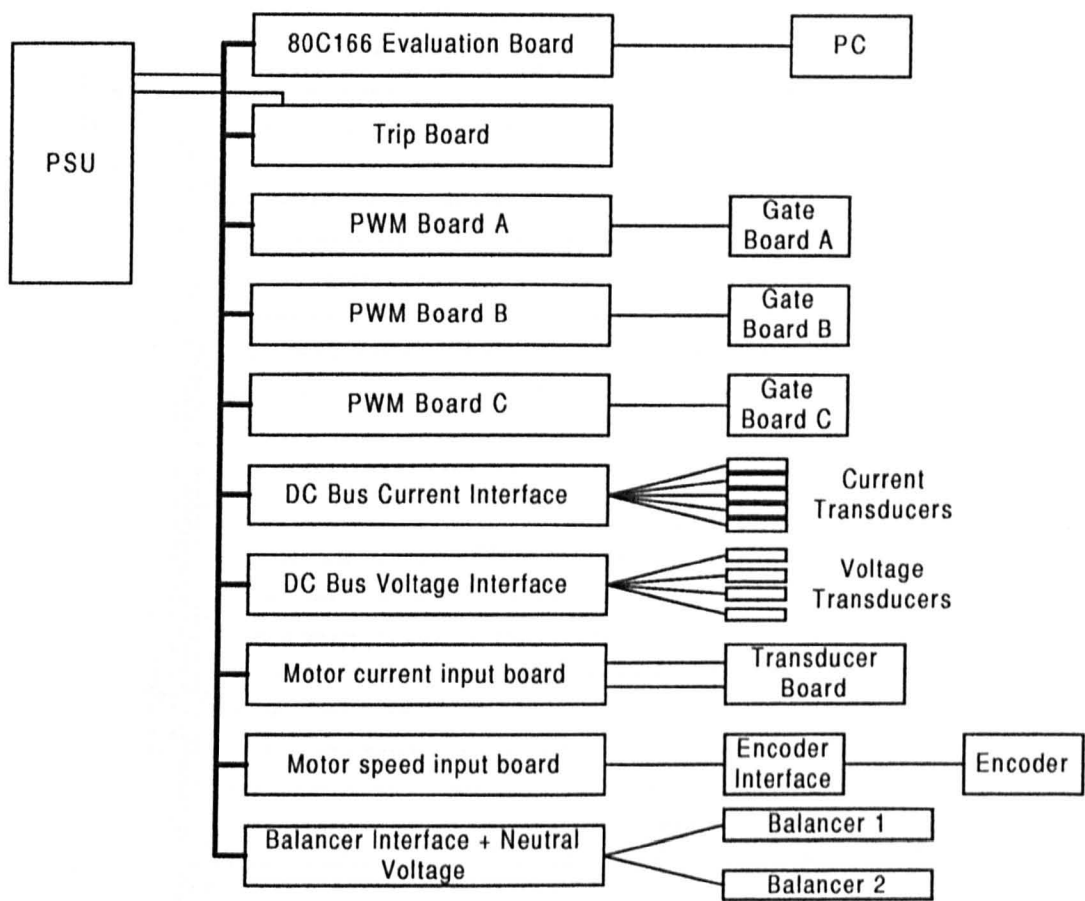 80C166 Evaluation Board
PC
PSU
Trip Board
PWM Board A
Gate
Board A
PWM Board B
Gate
Board B
PWM Board C
Gate
Board C
DC Bus Current Interface
Current
Transducers
DC Bus Voltage Interface
Voltage
Transducers
Motor current input board
Transducer
Board
Motor speed input board
Encoder
Interface
Encoder
Balancer Interface + Neutral
Voltage
Balancer 1
Balancer 2